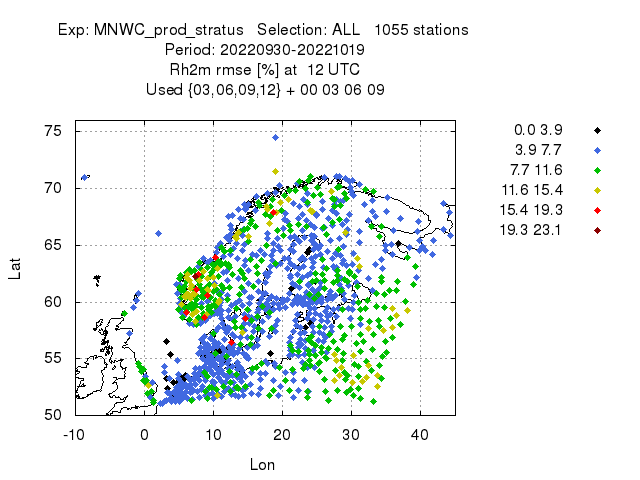 Exp: MNWC_prod_stratus Selection: ALL 1055 stations
Period: 20220930-20221019
Rh2m rmse [%] at 12 UTC
Used {03,06,09,12} + 00 03 06 09
0.0 3.9
3.9 7.7
7.7 11.6
11.6 15.4
15.4 19.3
19.3 23.1
75
70
65
60
55
50
Lat
-10 0 10 20 30 40
Lon